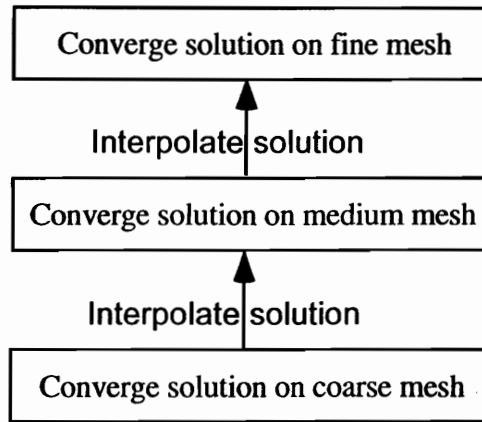 Converge solution on fine mesh
Interpolate solution
Converge solution on medium mesh
Interpolate solution
Converge solution on coarse mesh